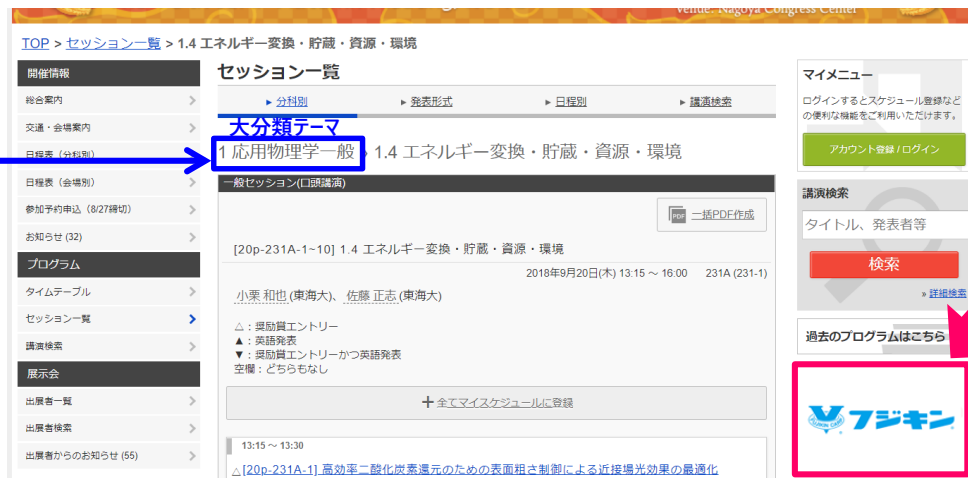 Venue: Nagoya Congress Center
TOP > セッション一覧 > 1.4 エネルギー変換・貯蔵・資源・環境
開催情報
総合案内
交通・会場案内
日程表（分科別）
日程表（会場別）
参加予約申込（8/27締切）
お知らせ (32)
プログラム
タイムテーブル
セッション一覧
講演検索
展示会
出展者一覧
出展者検索
出展者からのお知らせ (55)
セッション一覧
分科別
発表形式
日程別
講演検索
大分類テーマ
1 応用物理学一般 » 1.4 エネルギー変換・貯蔵・資源・環境
一般セッション(口頭講演)
PDF 一括PDF作成
[20p-231A-1~10] 1.4 エネルギー変換・貯蔵・資源・環境
2018年9月20日(木) 13:15 ～ 16:00 231A (231-1)
小栗 和也 (東海大)、佐藤 正志 (東海大)
△：奨励賞エントリー
▲：英語発表
▼：奨励賞エントリーかつ英語発表
空欄：どちらもなし
+ 全てマイスケジュールに登録
13:15 ～ 13:30
△[20p-231A-1] 高効率二酸化炭素還元のための表面粗さ制御による近接場光効果の最適化
マイメニュー
ログインするとスケジュール登録など
の便利な機能をご利用いただけます。
アカウント登録 / ログイン
講演検索
タイトル、発表者等
検索
» 詳細検索
過去のプログラムはこちら
フジキン